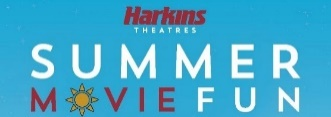 Harkins
THEATRES
SUMMER
MOVIE FUN